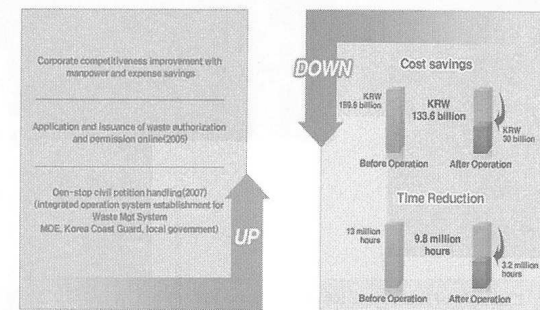 Corporate competitiveness improvement with
manpower and expense savings
Application and issuance of waste authorization
and permission online(2005)
Oen-stop civil petition handling(2007)
(integrated operation system establishment for
Waste Mgt System
MOE, Korea Coast Guard, local government)
UP
DOWN
Cost savings
KRW
billion
KRW
133.6 billion
KRW
30 billion
Before Operation
After Operation
Time Reduction
13 million
hours
9.8 million
hours
3.2 million
hours
Before Operation
After Operation